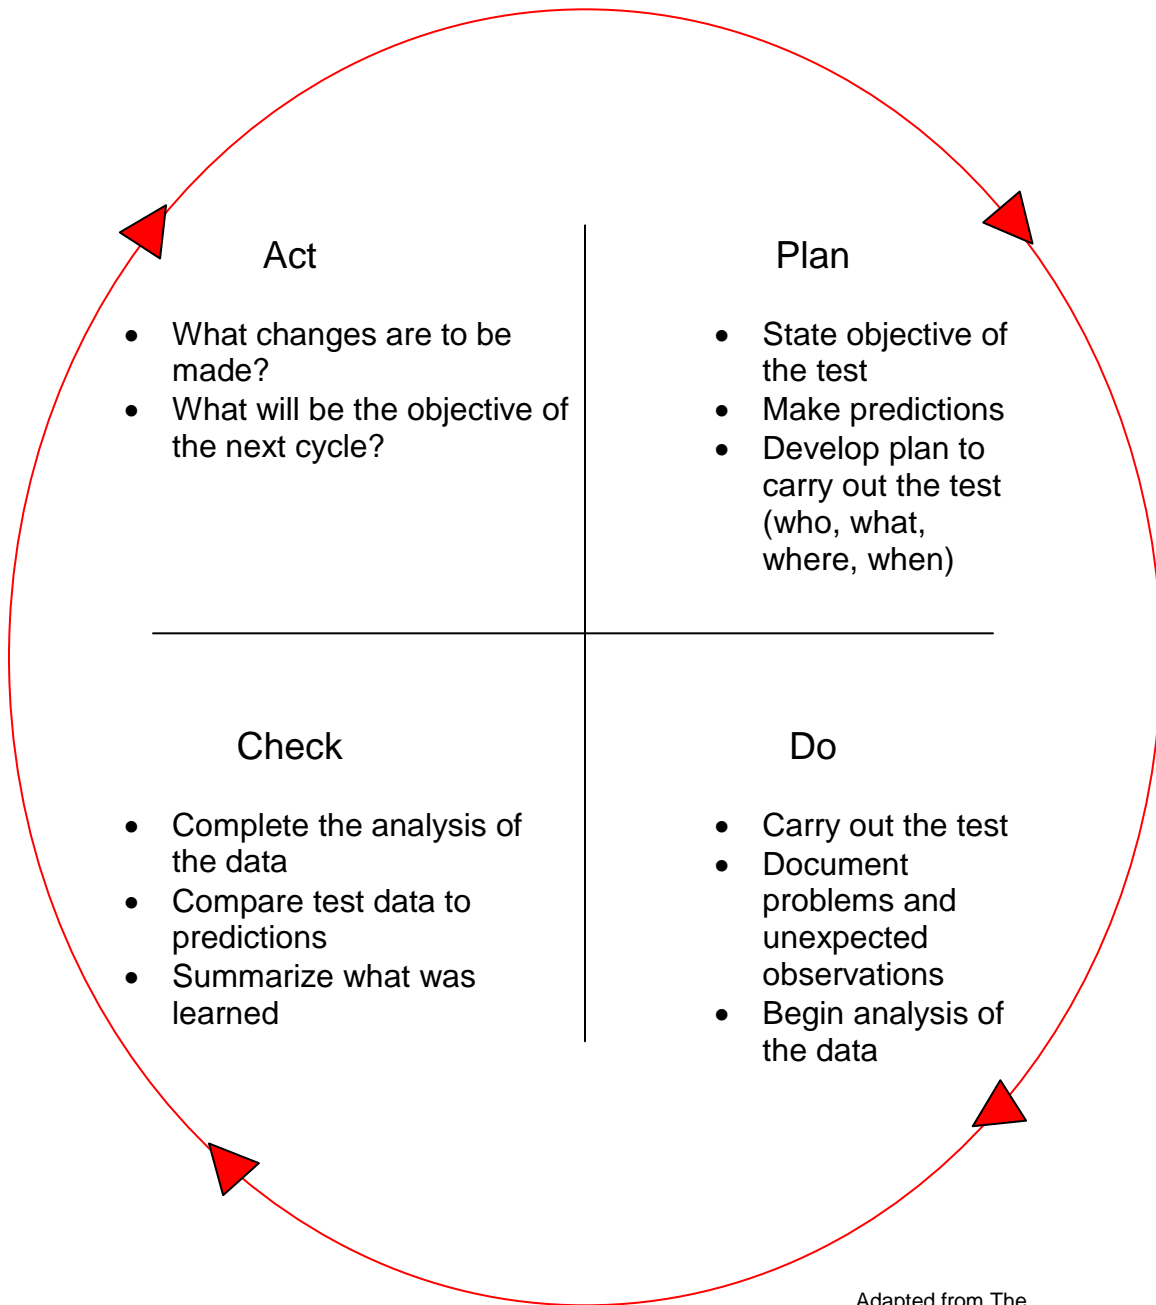 Act
• What changes are to be
made?
• What will be the objective of
the next cycle?
Plan
• State objective of
the test
• Make predictions
• Develop plan to
carry out the test
(who, what,
where, when)
Check
• Complete the analysis of
the data
• Compare test data to
predictions
• Summarize what was
learned
Do
• Carry out the test
• Document
problems and
unexpected
observations
• Begin analysis of
the data
Adapted from The